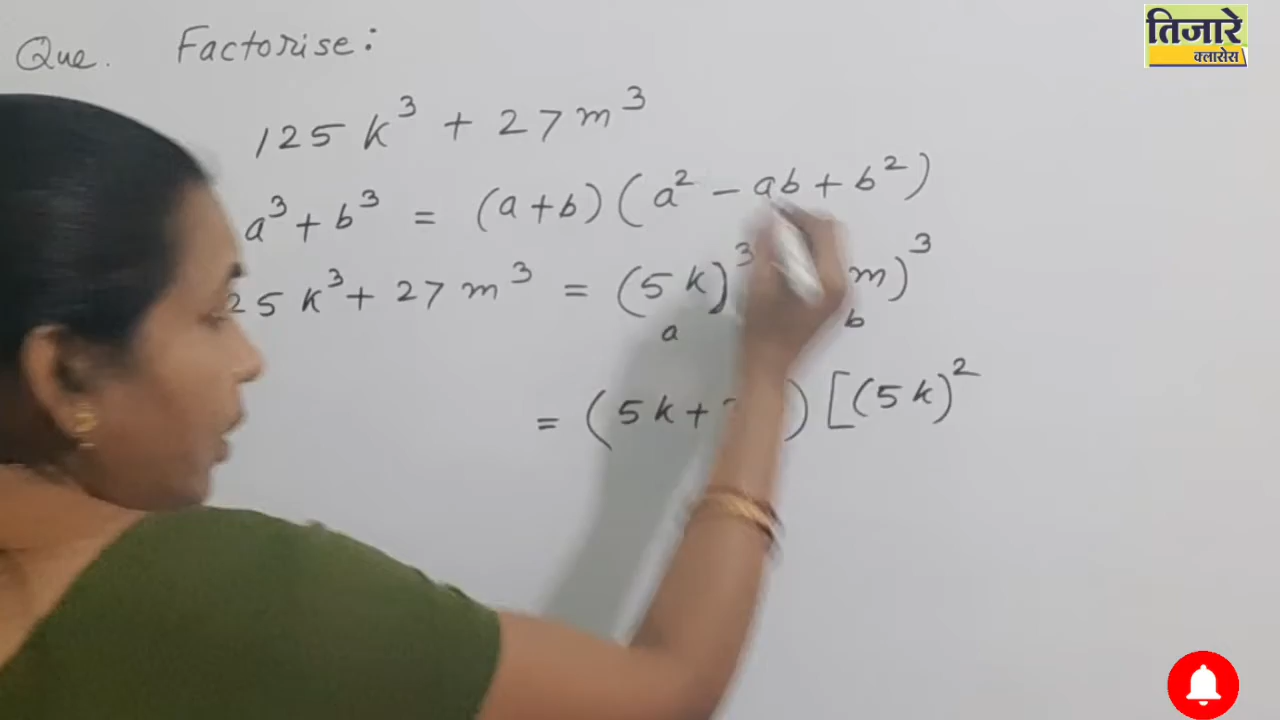 तिजारे
क्लासेस
Que. Factorise:
125 k³ + 27 m³
a³ + b³ = (a + b) (a² - ab + b²)
25 k³ + 27 m³ = (5 k)³ m)³
a b
= (5 k + ) [(5 k)²